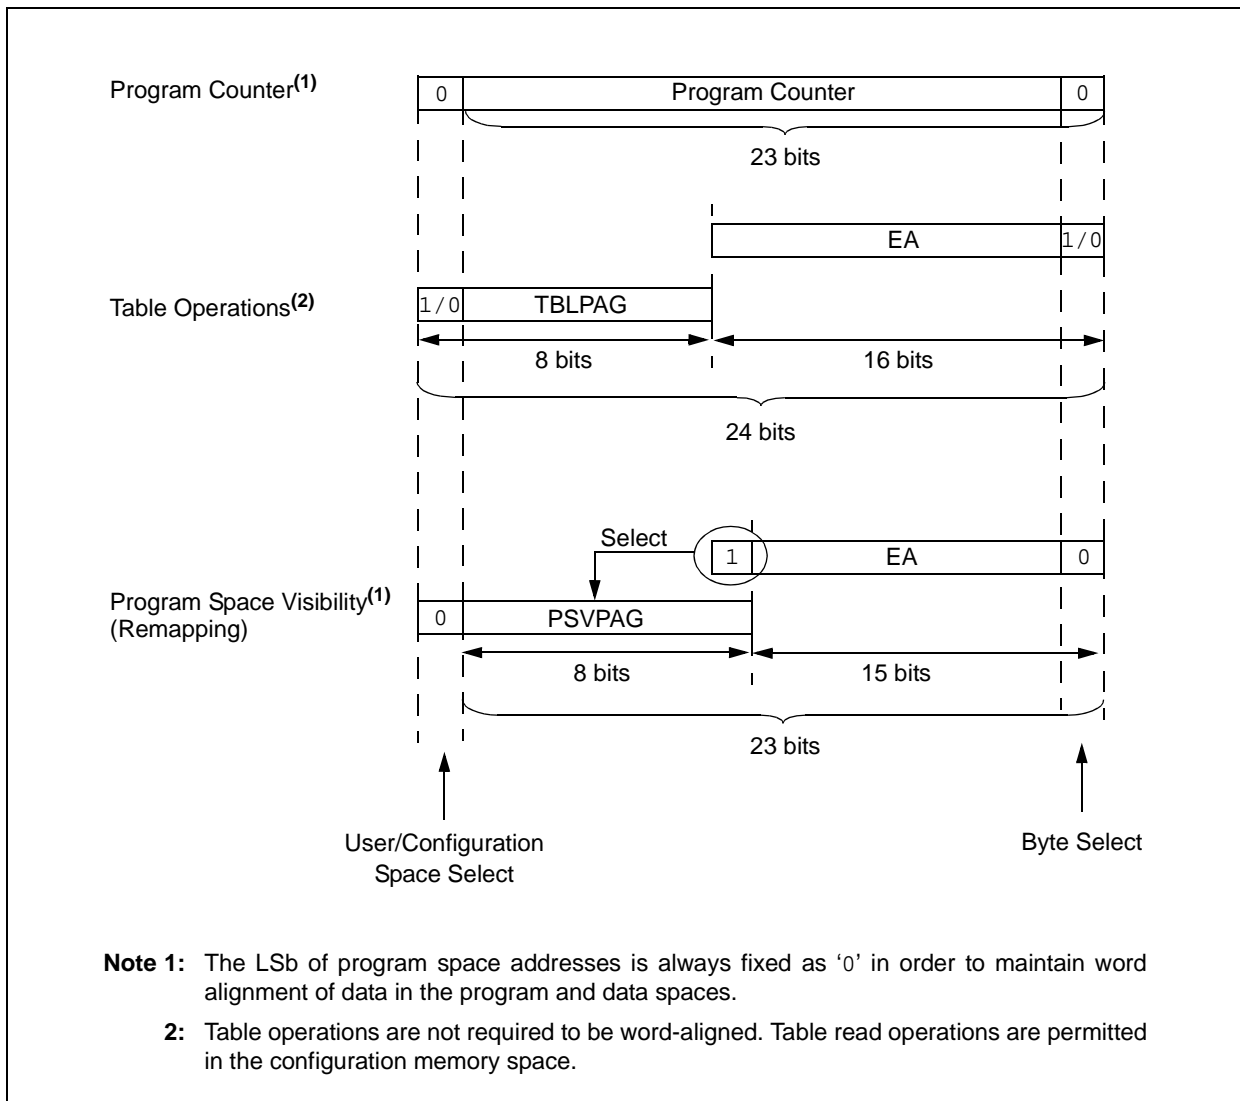 Program Counter(1)
0 Program Counter 0
23 bits
EA 1/0
Table Operations(2)
1/0 TBLPAG
8 bits 16 bits
24 bits
Select
1 EA 0
Program Space Visibility(1)
(Remapping)
0 PSVPAG
8 bits 15 bits
23 bits
User/Configuration
Space Select
Byte Select
Note 1: The LSb of program space addresses is always fixed as ‘0’ in order to maintain word
alignment of data in the program and data spaces.
2: Table operations are not required to be word-aligned. Table read operations are permitted
in the configuration memory space.